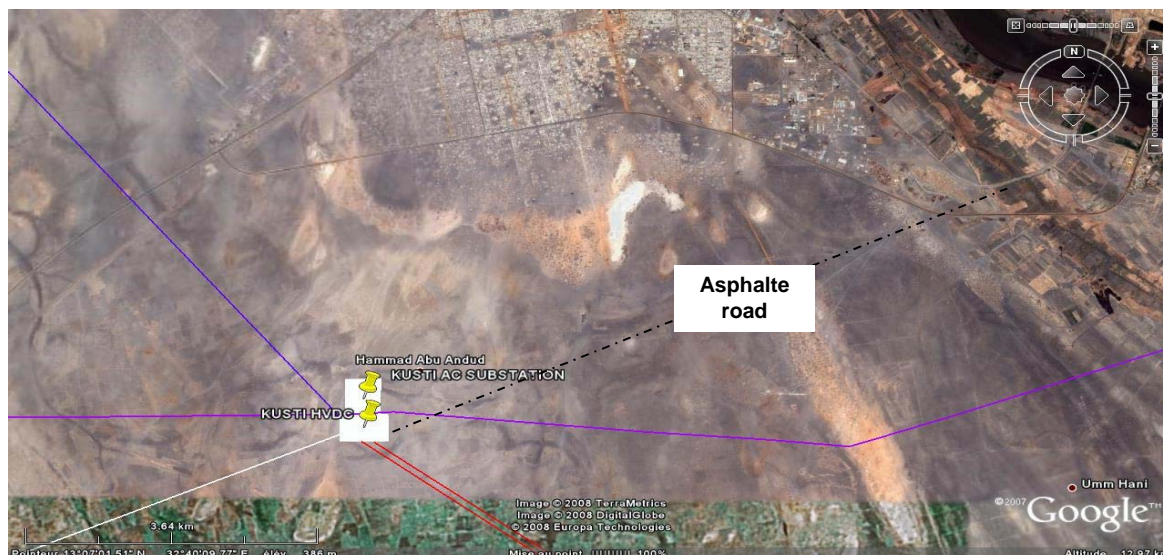 N
Asphalte
road
Hammad Abu Andud
KUSTI AC SUBSTATION
KUSTI HVDC
Umm Hani
Image © 2008 TerraMetrics
Image © 2008 DigitalGlobe
© 2008 Europa Technologies
©2007 Google™
3.64 km
Pointeur 13°07'01.51" N 32°40'09.77" E élév. 386 m
Mise au point 100%
Altitude 12.97 k